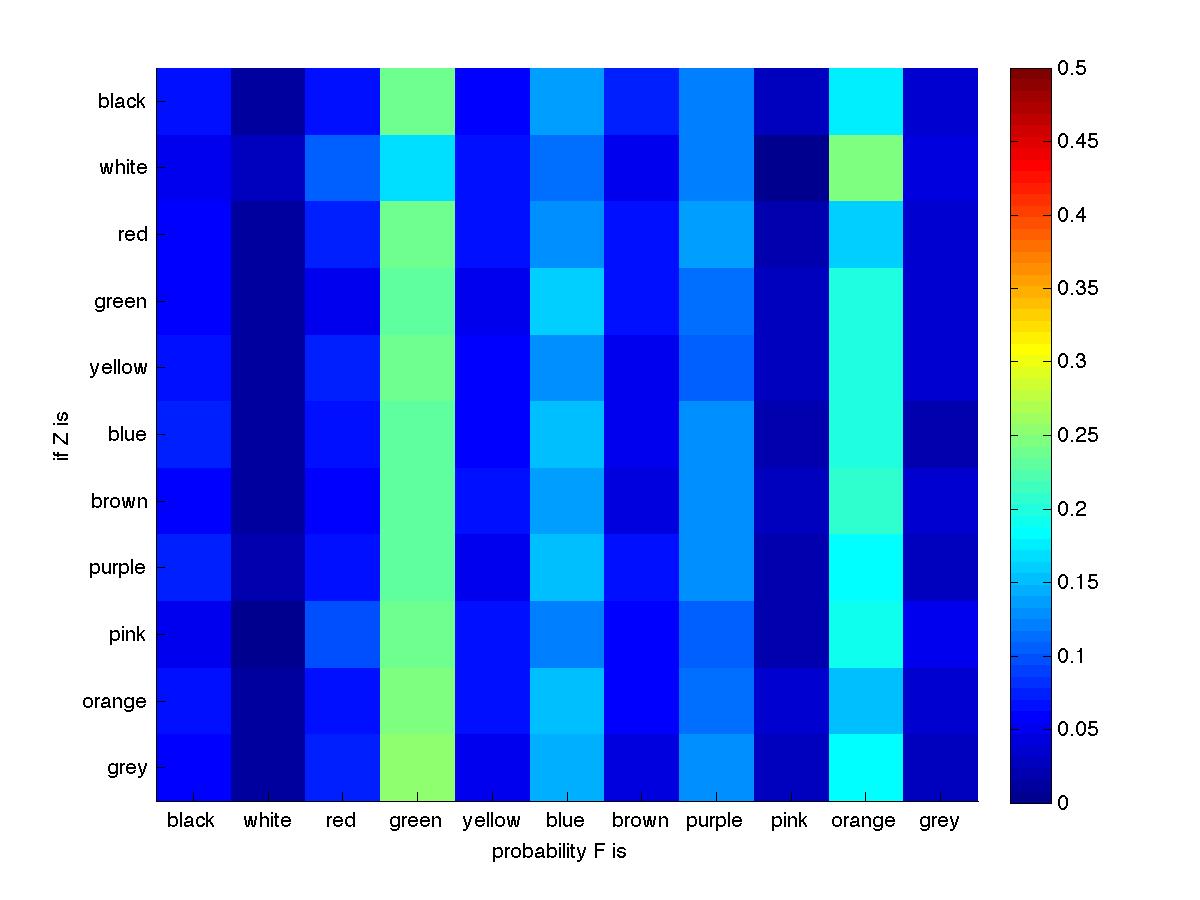 0.5
black
0.45
white
0.4
red
0.35
green
0.3
yellow
0.25
if Z is
blue
0.2
brown
0.15
purple
0.1
pink
0.05
orange
grey
0
black white red green yellow blue brown purple pink orange grey
probability F is